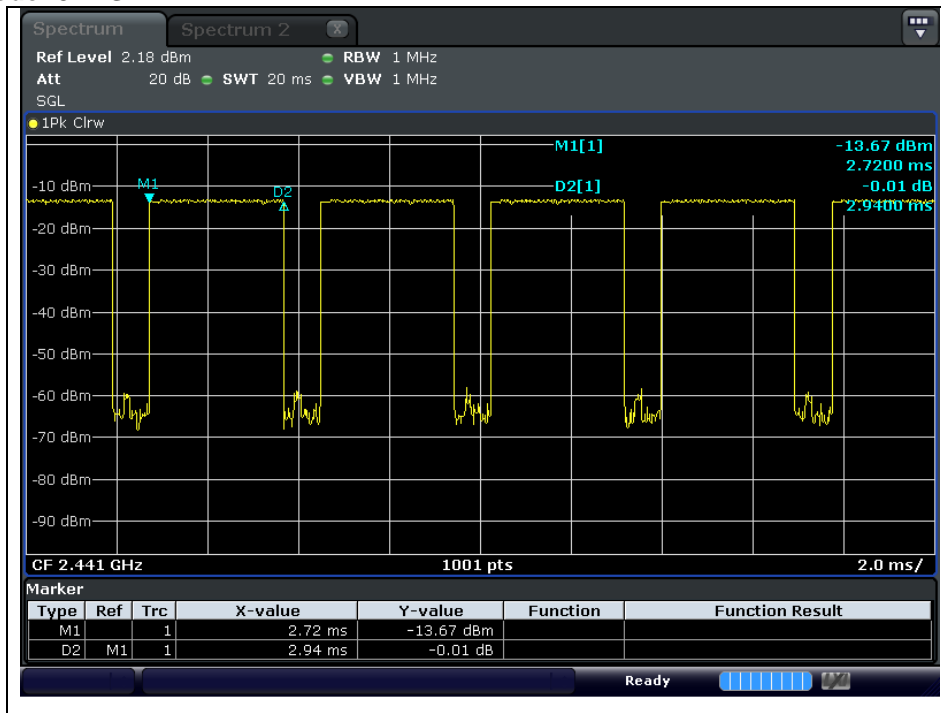 Spectrum Spectrum 2 X
Ref Level 2.18 dBm RBW 1 MHz
Att 20 dB SWT 20 ms VBW 1 MHz
SGL
1Pk Clrw
M1[1] -13.67 dBm
2.7200 ms
-10 dBm M1 D2 D2[1] -0.01 dB
2.9400 ms
-20 dBm
-30 dBm
-40 dBm
-50 dBm
-60 dBm
-70 dBm
-80 dBm
-90 dBm
CF 2.441 GHz 1001 pts 2.0 ms/
Marker
Type Ref Trc X-value Y-value Function Function Result
M1 1 2.72 ms -13.67 dBm
D2 M1 1 2.94 ms -0.01 dB
Ready